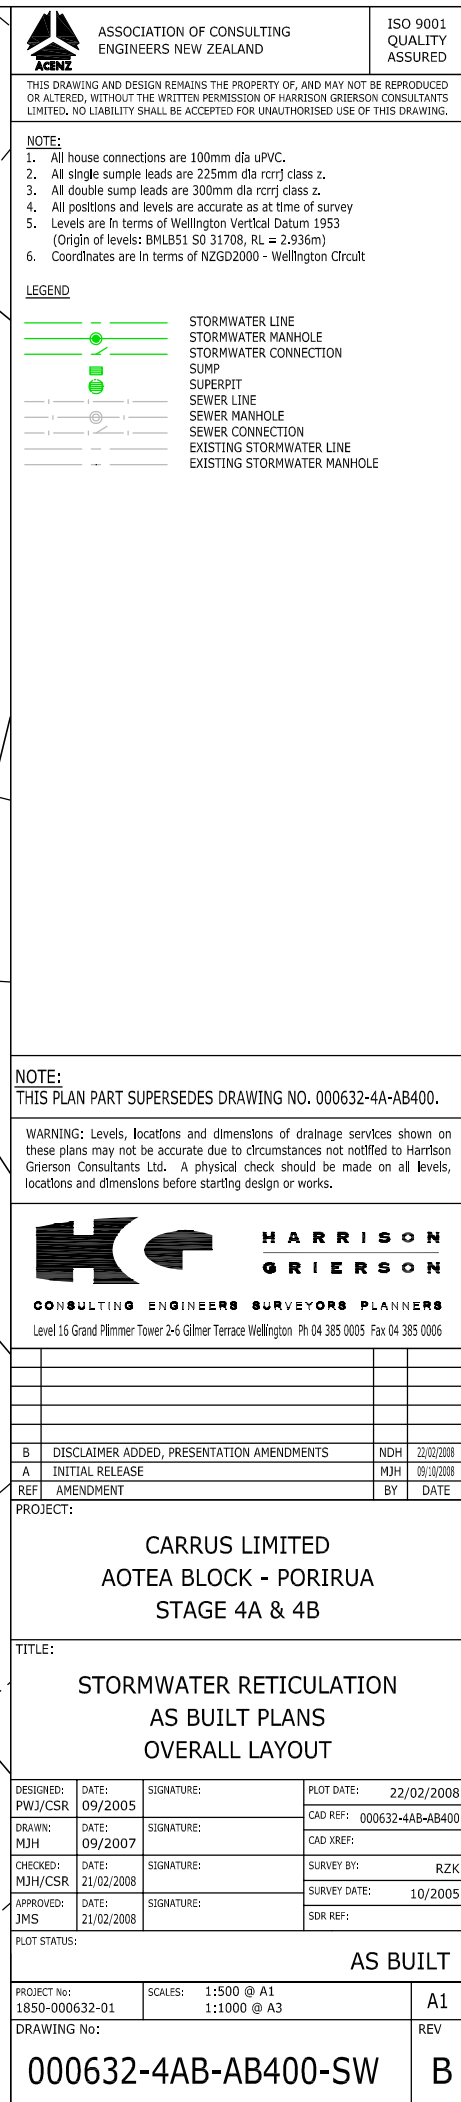 ACENZ
ASSOCIATION OF CONSULTING
ENGINEERS NEW ZEALAND
ISO 9001
QUALITY
ASSURED
THIS DRAWING AND DESIGN REMAINS THE PROPERTY OF, AND MAY NOT BE REPRODUCED
OR ALTERED, WITHOUT THE WRITTEN PERMISSION OF HARRISON GRIERSON CONSULTANTS
LIMITED. NO LIABILITY SHALL BE ACCEPTED FOR UNAUTHORISED USE OF THIS DRAWING.
NOTE:
1. All house connections are 100mm dia uPVC.
2. All single sumple leads are 225mm dia rcrrj class z.
3. All double sump leads are 300mm dia rcrrj class z.
4. All positions and levels are accurate as at time of survey
5. Levels are in terms of Wellington Vertical Datum 1953
(Origin of levels: BMLB51 S0 31708, RL = 2.936m)
6. Coordinates are in terms of NZGD2000 - Wellington Circuit
LEGEND
STORMWATER LINE
STORMWATER MANHOLE
STORMWATER CONNECTION
SUMP
SUPERPIT
SEWER LINE
SEWER MANHOLE
SEWER CONNECTION
EXISTING STORMWATER LINE
EXISTING STORMWATER MANHOLE
NOTE:
THIS PLAN PART SUPERSEDES DRAWING NO. 000632-4A-AB400.
WARNING: Levels, locations and dimensions of drainage services shown on
these plans may not be accurate due to circumstances not notified to Harrison
Grierson Consultants Ltd. A physical check should be made on all levels,
locations and dimensions before starting design or works.
HG
HARRISON
GRIERSON
CONSULTING ENGINEERS SURVEYORS PLANNERS
Level 16 Grand Plimmer Tower 2-6 Gilmer Terrace Wellington Ph 04 385 0005 Fax 04 385 0006
B DISCLAIMER ADDED, PRESENTATION AMENDMENTS NDH 22/02/2008
A INITIAL RELEASE MJH 09/10/2008
REF AMENDMENT BY DATE
PROJECT:
CARRUS LIMITED
AOTEA BLOCK - PORIRUA
STAGE 4A & 4B
TITLE:
STORMWATER RETICULATION
AS BUILT PLANS
OVERALL LAYOUT
DESIGNED: DATE: SIGNATURE:
PWJ/CSR 09/2005
DRAWN: DATE: SIGNATURE:
MJH 09/2007
CHECKED: DATE: SIGNATURE:
MJH/CSR 21/02/2008
APPROVED: DATE: SIGNATURE:
JMS 21/02/2008
PLOT DATE: 22/02/2008
CAD REF: 000632-4AB-AB400
CAD XREF:
SURVEY BY: RZK
SURVEY DATE: 10/2005
SDR REF:
PLOT STATUS:
AS BUILT
PROJECT No: SCALES: 1:500 @ A1
1850-000632-01 1:1000 @ A3
A1
DRAWING No: REV
000632-4AB-AB400-SW B